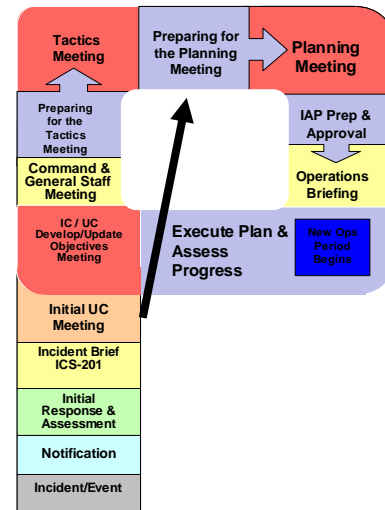 Tactics
Meeting
Preparing for
the Planning
Meeting
Planning
Meeting
Preparing
for the
Tactics
Meeting
IAP Prep &
Approval
Command &
General Staff
Meeting
Operations
Briefing
IC / UC
Develop/Update
Objectives
Meeting
Execute Plan &
Assess
Progress
New Ops
Period
Begins
Initial UC
Meeting
Incident Brief
ICS-201
Initial
Response &
Assessment
Notification
Incident/Event